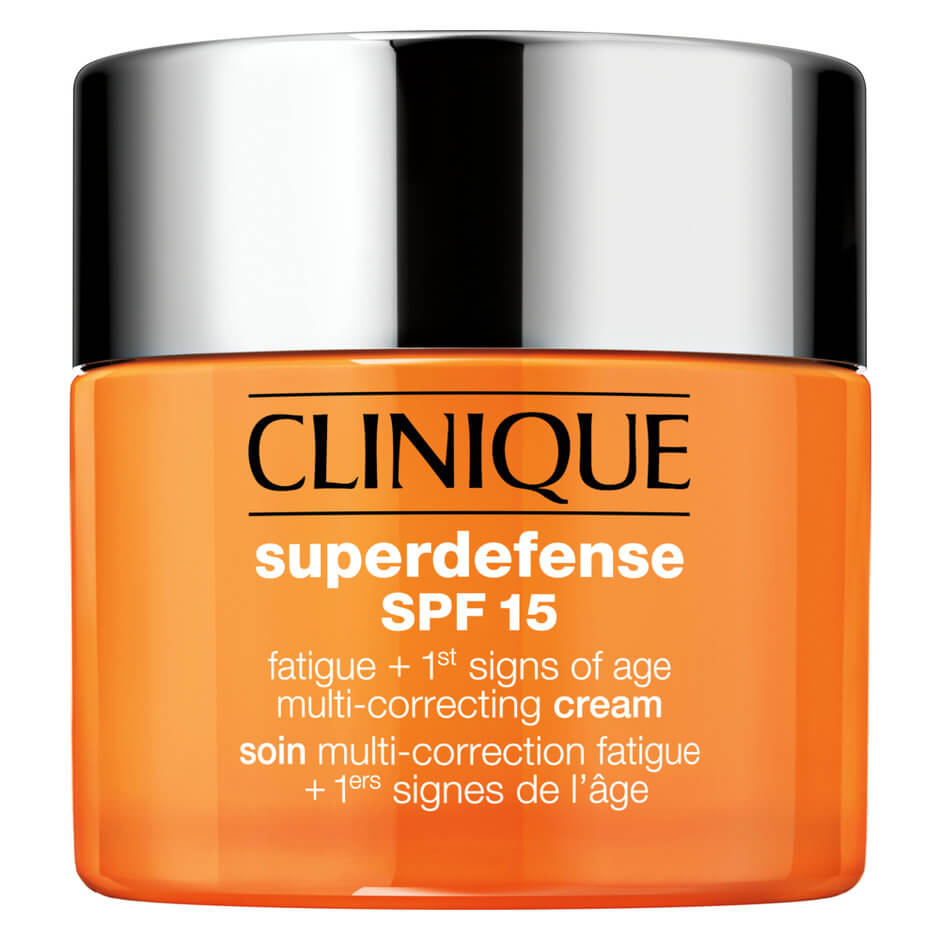 CLINIQUE
superdefense
SPF 15
fatigue + 1st signs of age
multi-correcting cream
soin multi-correction fatigue
+ 1ers signes de l'âge